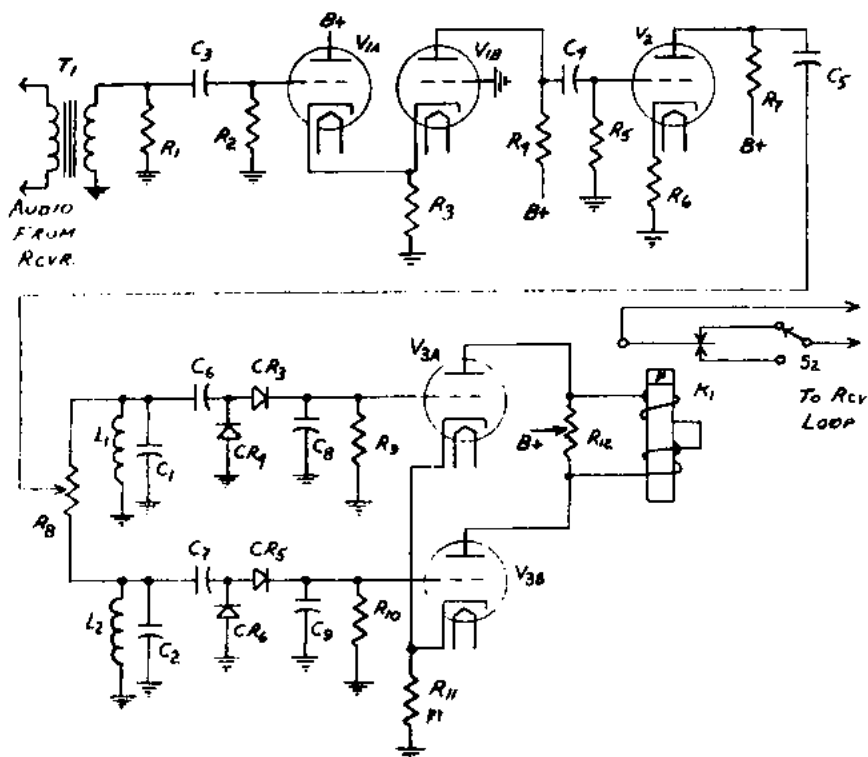 B+
V1A
V1B
V2
T1
C3
C4
C5
R1
R2
R3
R4
B+
R5
R6
R7
B+
AUDIO
FROM
RCVR.
S2
TO RCV
LOOP
K1
V3A
C6
CR3
L1
C1
CR4
C8
R9
B+
R12
R8
C7
CR5
V3B
L2
C2
CR6
C9
R10
R11